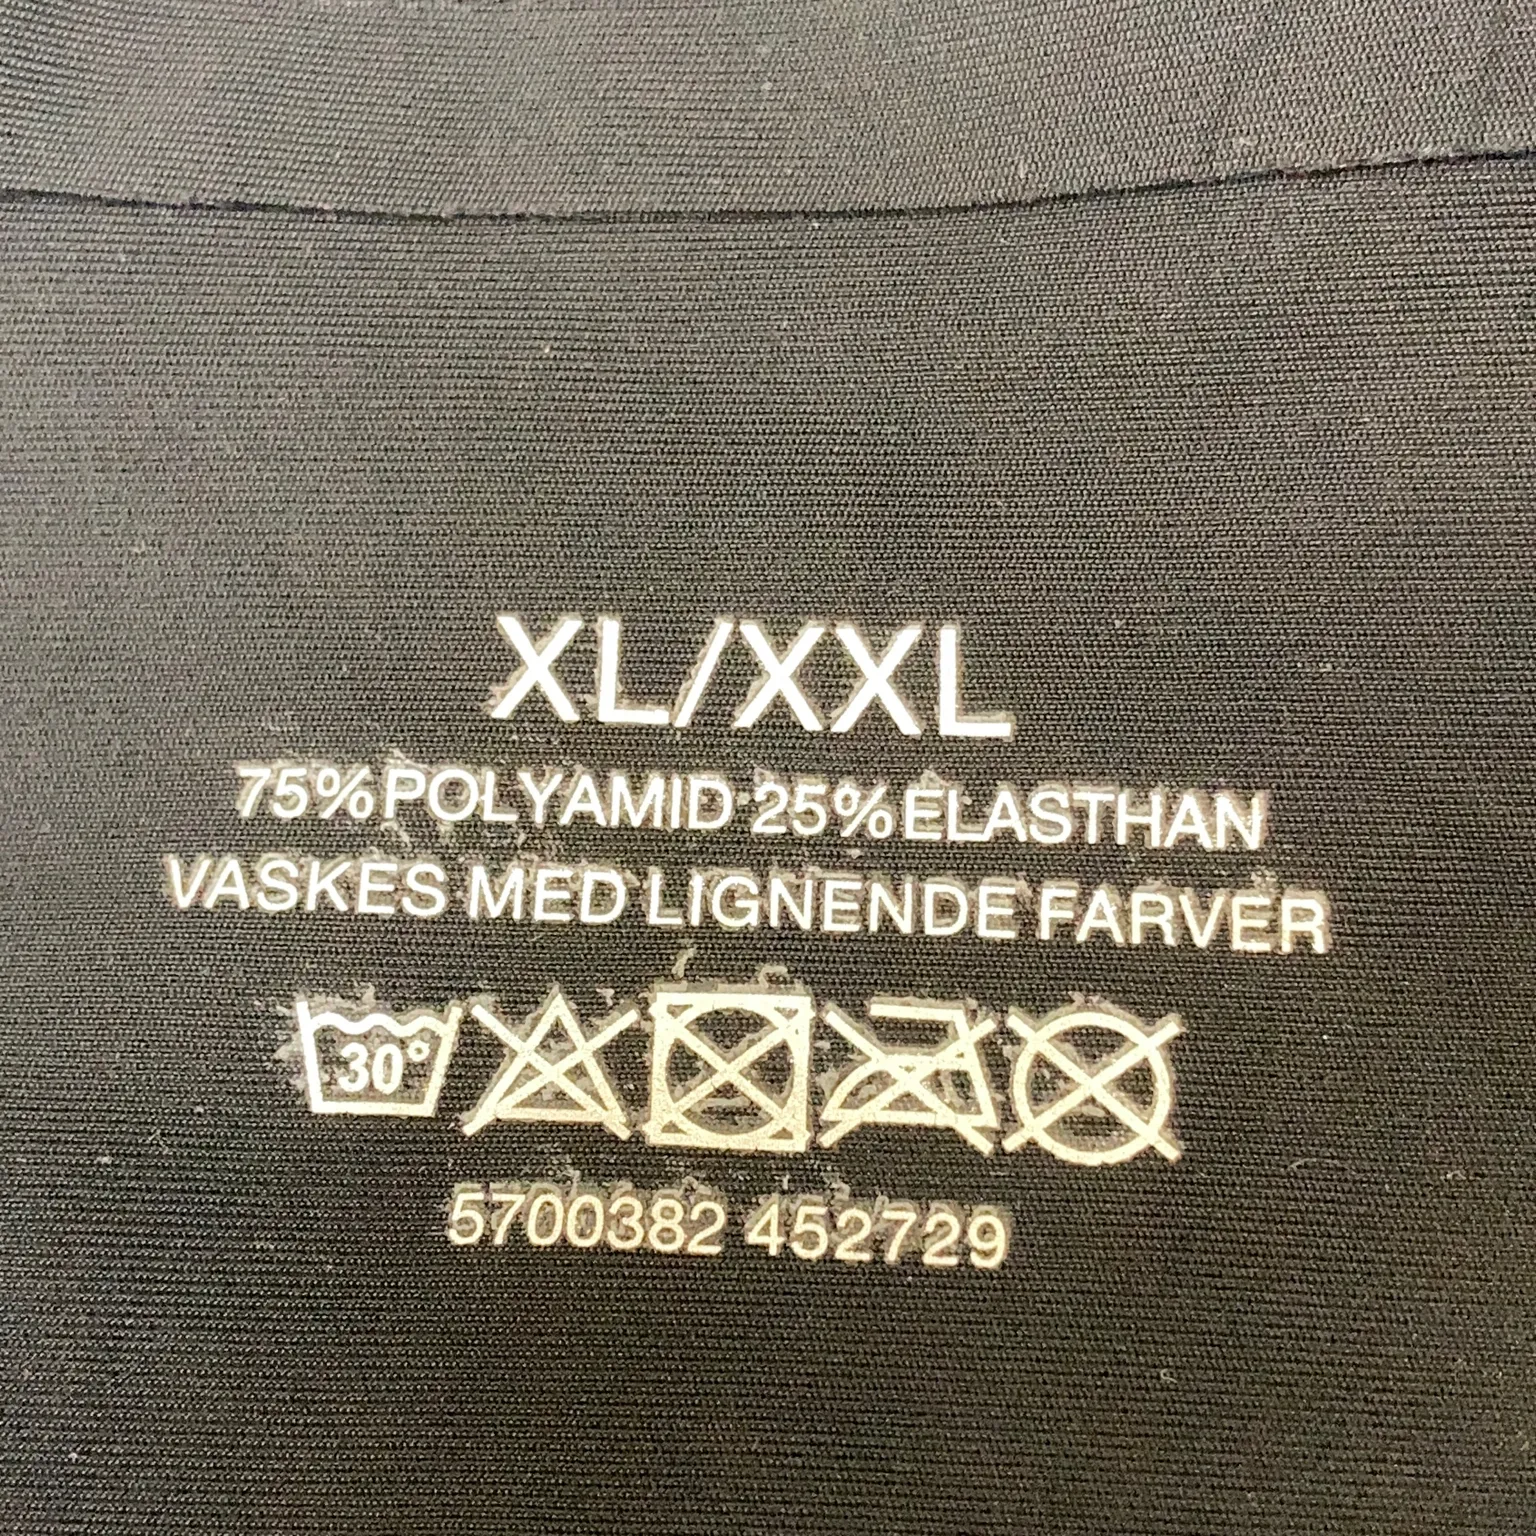 XL/XXL
75% POLYAMID 25% ELASTHAN
VASKES MED LIGNENDE FARVER
30°
5700382 452729